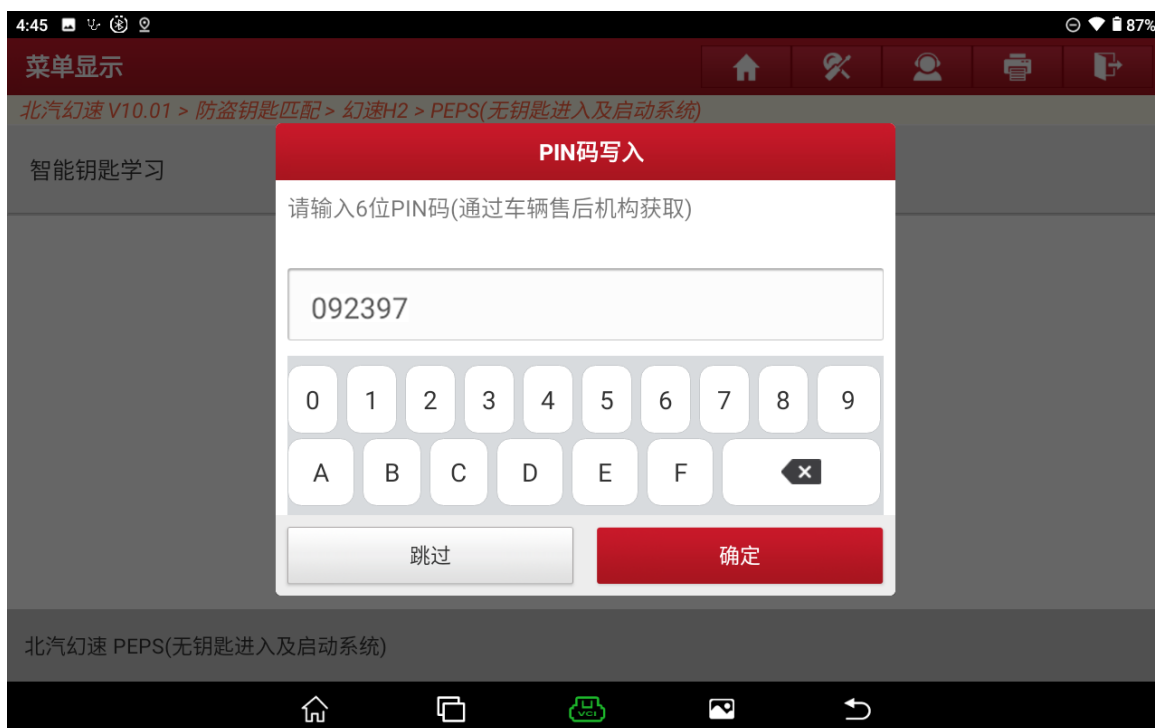 4:45 87%
菜单显示
北汽幻速 V10.01 > 防盗钥匙匹配 > 幻速H2 > PEPS(无钥匙进入及启动系统)
智能钥匙学习
PIN码写入
请输入6位PIN码(通过车辆售后机构获取)
092397
0 1 2 3 4 5 6 7 8 9
A B C D E F
跳过 确定
北汽幻速 PEPS(无钥匙进入及启动系统)
VCI